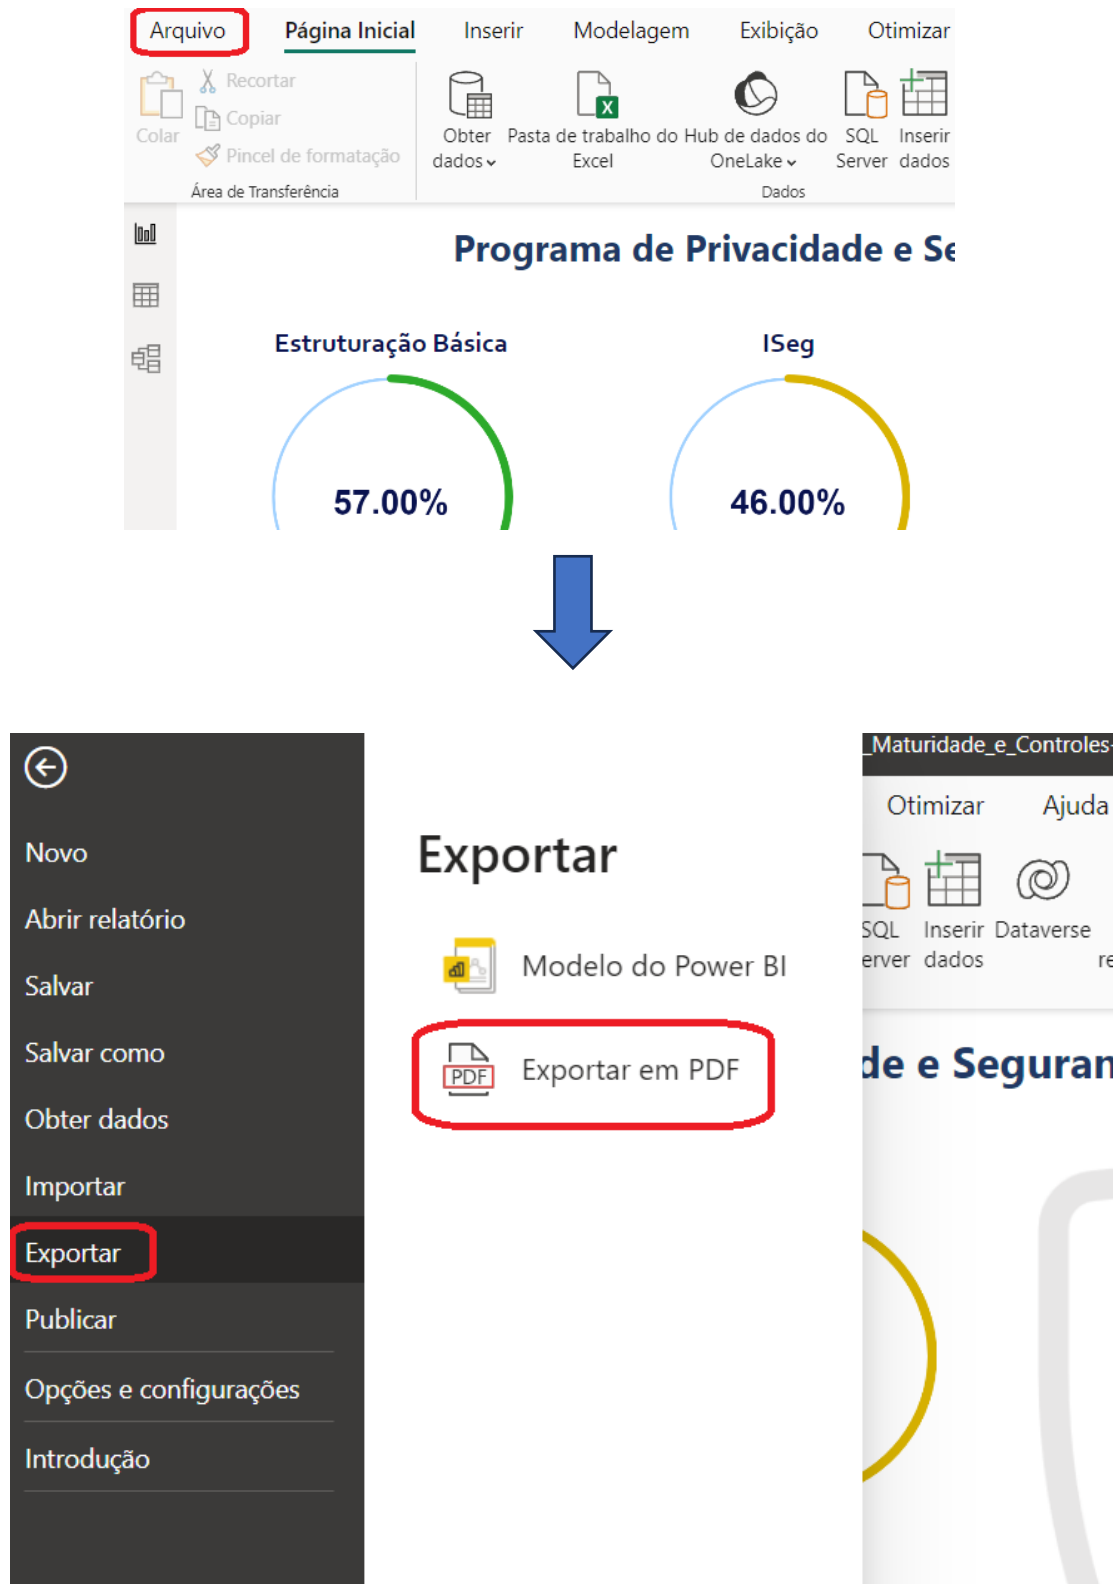 Arquivo Página Inicial Inserir Modelagem Exibição Otimizar
Colar
Recortar
Copiar
Pincel de formatação
Área de Transferência
Obter dados
Pasta de trabalho do Excel
Hub de dados do OneLake
SQL Server
Inserir dados
Dados
Programa de Privacidade e Se
Estruturação Básica
ISeg
57.00%
46.00%
Novo
Abrir relatório
Salvar
Salvar como
Obter dados
Importar
Exportar
Publicar
Opções e configurações
Introdução
Exportar
Modelo do Power BI
PDF
Exportar em PDF
_Maturidade_e_Controles-
Otimizar Ajuda
SQL
erver
Inserir
dados
Dataverse
re
de e Seguran